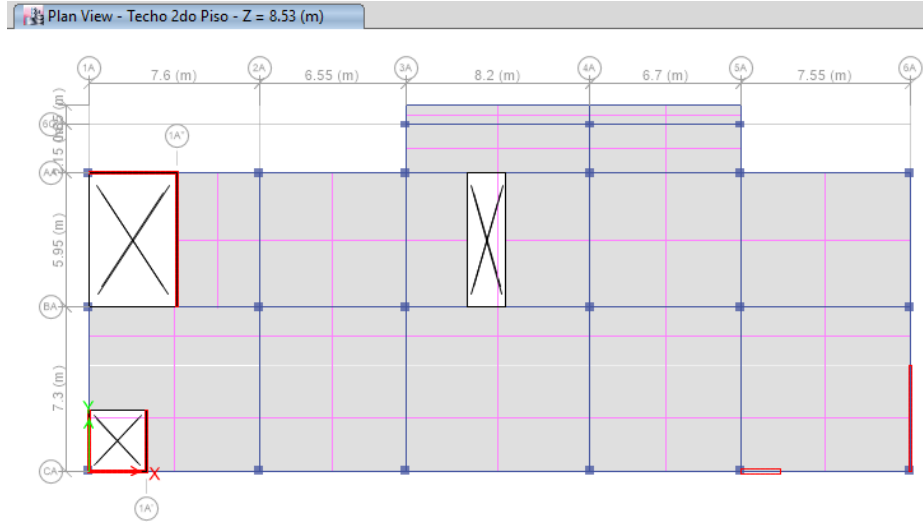 Plan View - Techo 2do Piso - Z = 8.53 (m)
1A 2A 3A 4A 5A 6A
7.6 (m) 6.55 (m) 8.2 (m) 6.7 (m) 7.55 (m)
1A"
AA
5.95 (m)
BA
7.3 (m)
CA
Y
X
1A'